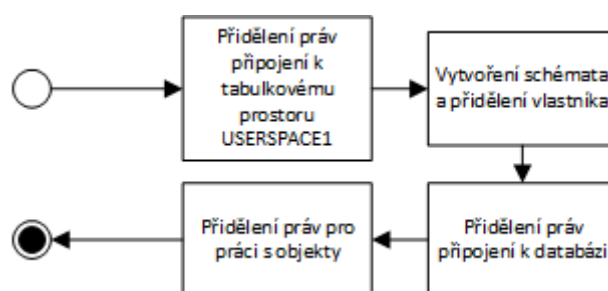 Přidělení práv
připojení k
tabulkovému
prostoru
USERSPACE1
Vytvoření schémata
a přidělení vlastníka
Přidělení práv
připojení k databázi
Přidělení práv pro
práci s objekty